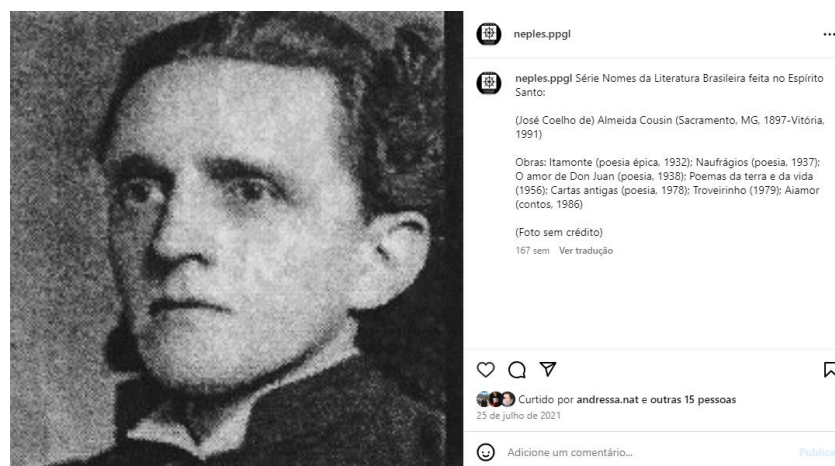 neples.ppgl
neples.ppgl Série Nomes da Literatura Brasileira feita no Espírito
Santo:
(José Coelho de) Almeida Cousin (Sacramento, MG, 1897-Vitória,
1991)
Obras: Itamonte (poesia épica, 1932); Naufrágios (poesia, 1937);
O amor de Don Juan (poesia, 1938); Poemas da terra e da vida
(1956); Cartas antigas (poesia, 1978); Troveirinho (1979); Aiamor
(contos, 1986)
(Foto sem crédito)
167 sem Ver tradução
Curtido por andressa.nat e outras 15 pessoas
25 de julho de 2021
Adicione um comentário...